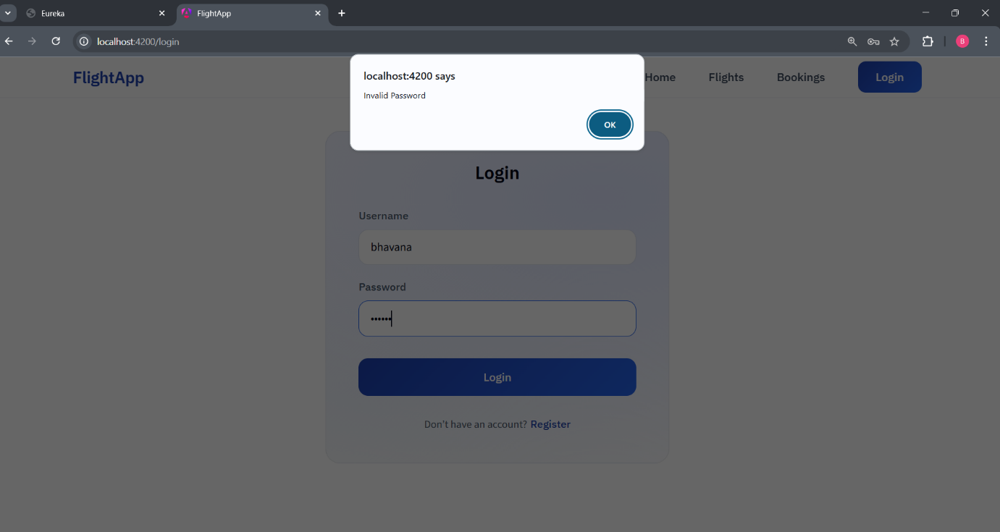 Eureka
FlightApp
localhost:4200/login
B
FlightApp
Home
Flights
Bookings
Login
localhost:4200 says
Invalid Password
OK
Login
Username
bhavana
Password
••••••
Login
Don't have an account? Register